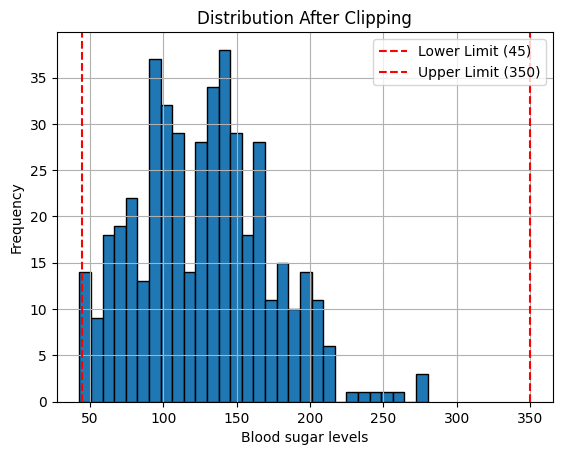 Distribution After Clipping
Lower Limit (45)
Upper Limit (350)
Frequency
35
30
25
20
15
10
5
0
50 100 150 200 250 300 350
Blood sugar levels